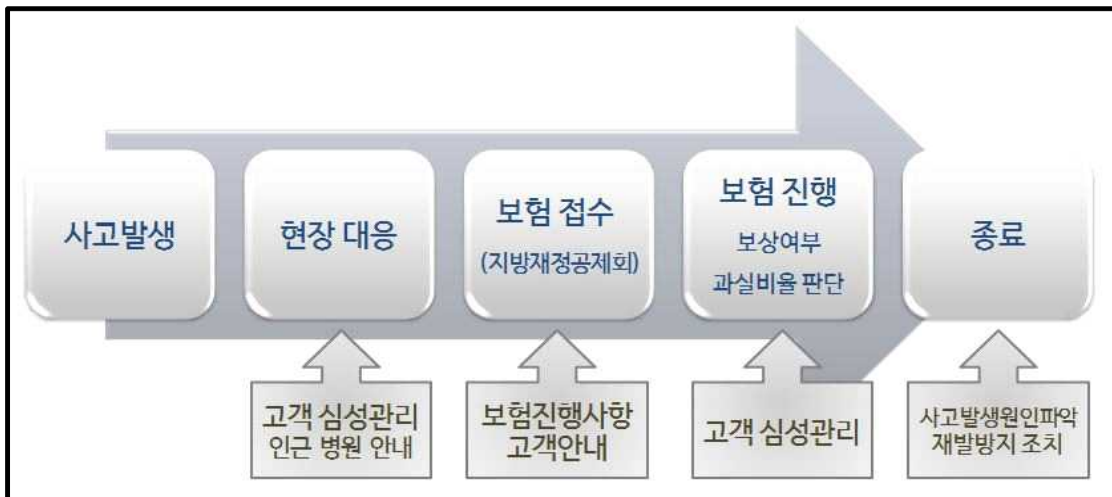 사고발생
현장 대응
보험 접수
(지방재정공제회)
보험 진행
보상여부
과실비율 판단
종료
고객 심성관리
인근 병원 안내
보험진행사항
고객안내
고객 심성관리
사고발생원인파악
재발방지 조치